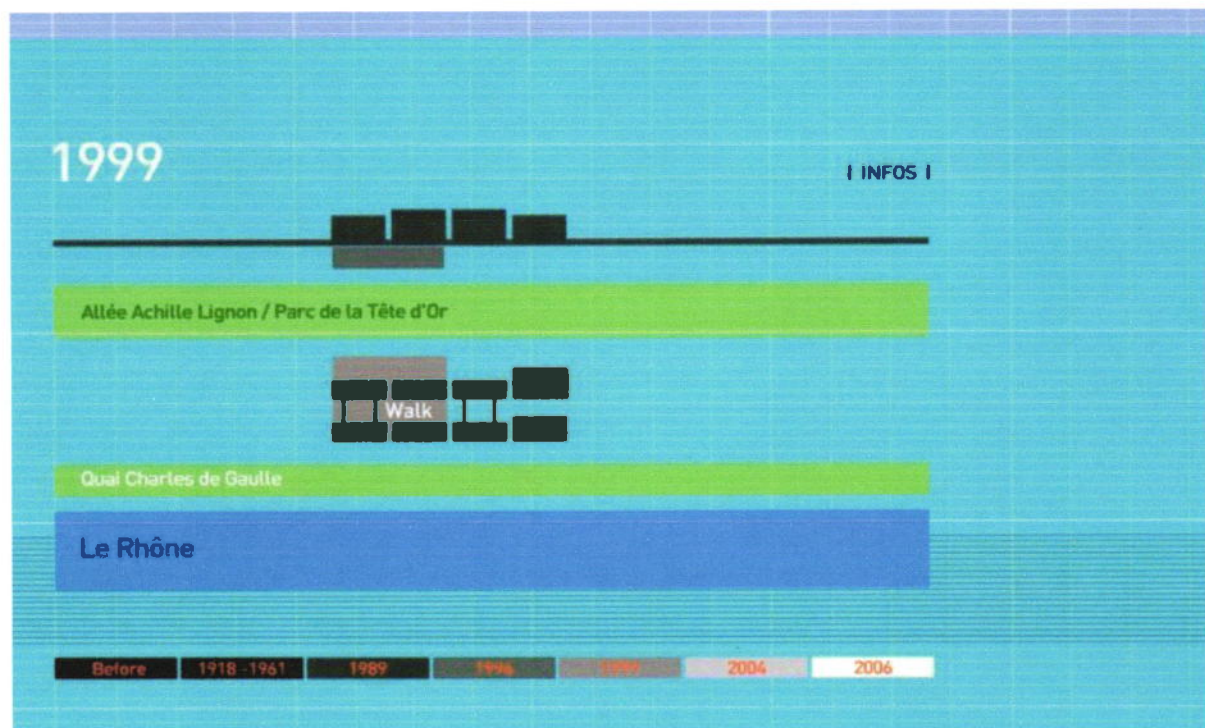 1999
I INFOS I
Allée Achille Lignon / Parc de la Tête d'Or
Walk
Quai Charles de Gaulle
Le Rhône
Before 1918-1961 1989 1996 1999 2004 2006